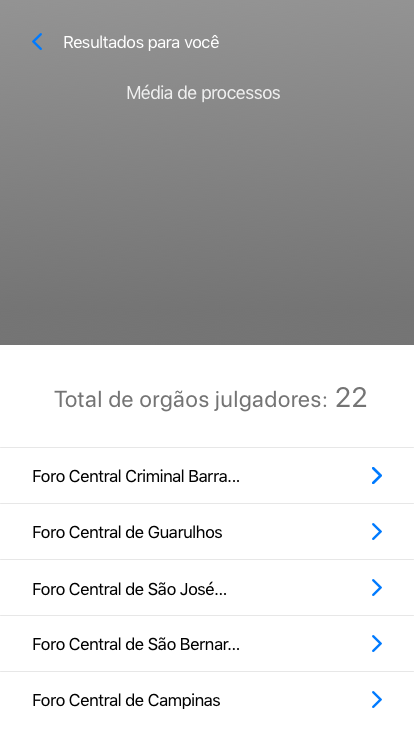 Resultados para você
Média de processos
Total de orgãos julgadores: 22
Foro Central Criminal Barra...
Foro Central de Guarulhos
Foro Central de São José...
Foro Central de São Bernar...
Foro Central de Campinas